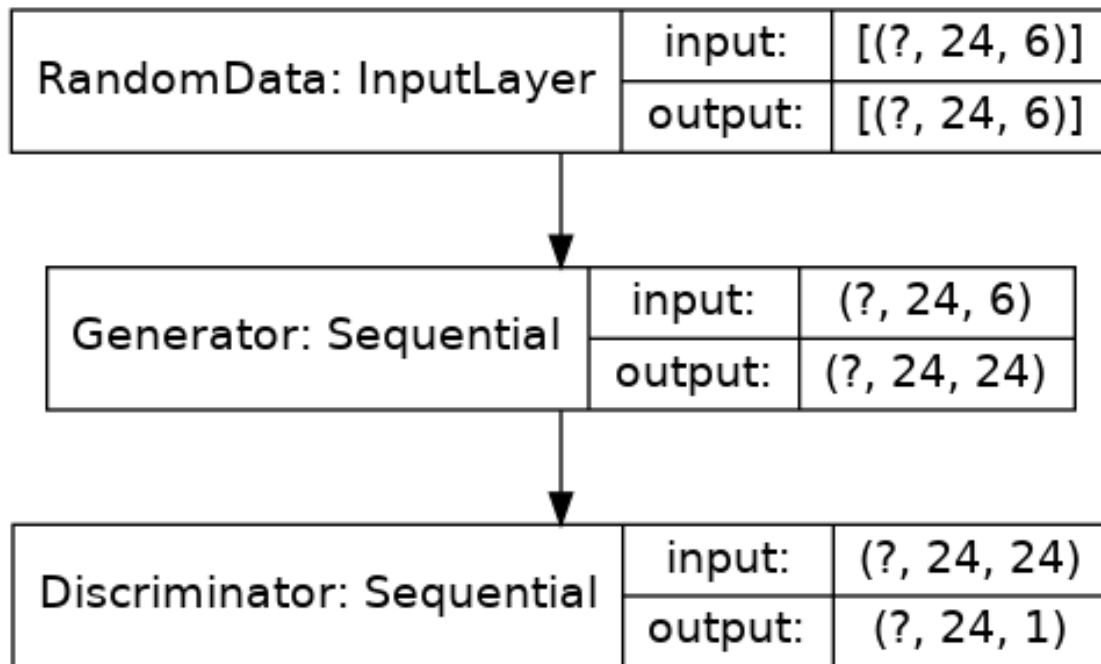 RandomData: InputLayer
input: [(?, 24, 6)]
output: [(?, 24, 6)]
Generator: Sequential
input: (?, 24, 6)
output: (?, 24, 24)
Discriminator: Sequential
input: (?, 24, 24)
output: (?, 24, 1)